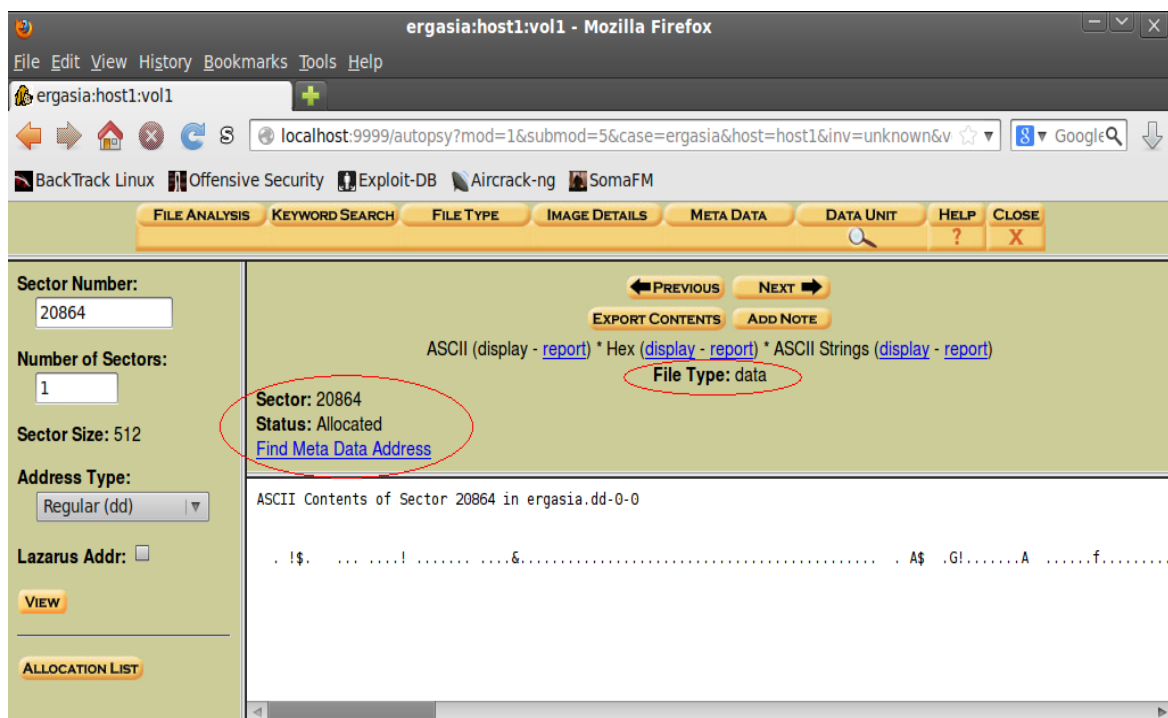 ergasia:host1:vol1 - Mozilla Firefox
File Edit View History Bookmarks Tools Help
ergasia:host1:vol1
localhost:9999/autopsy?mod=1&submod=5&case=ergasia&host=host1&inv=unknown&v
Google
BackTrack Linux Offensive Security Exploit-DB Aircrack-ng SomaFM
FILE ANALYSIS KEYWORD SEARCH FILE TYPE IMAGE DETAILS META DATA DATA UNIT HELP CLOSE
? X
Sector Number:
20864
Number of Sectors:
1
Sector Size: 512
Address Type:
Regular (dd)
Lazarus Addr:
VIEW
ALLOCATION LIST
PREVIOUS NEXT
EXPORT CONTENTS ADD NOTE
ASCII (display - report) * Hex (display - report) * ASCII Strings (display - report)
File Type: data
Sector: 20864
Status: Allocated
Find Meta Data Address
ASCII Contents of Sector 20864 in ergasia.dd-0-0
. !$. ... ....! ....... ....&............................................. . A$ .G!.......A ......f.........